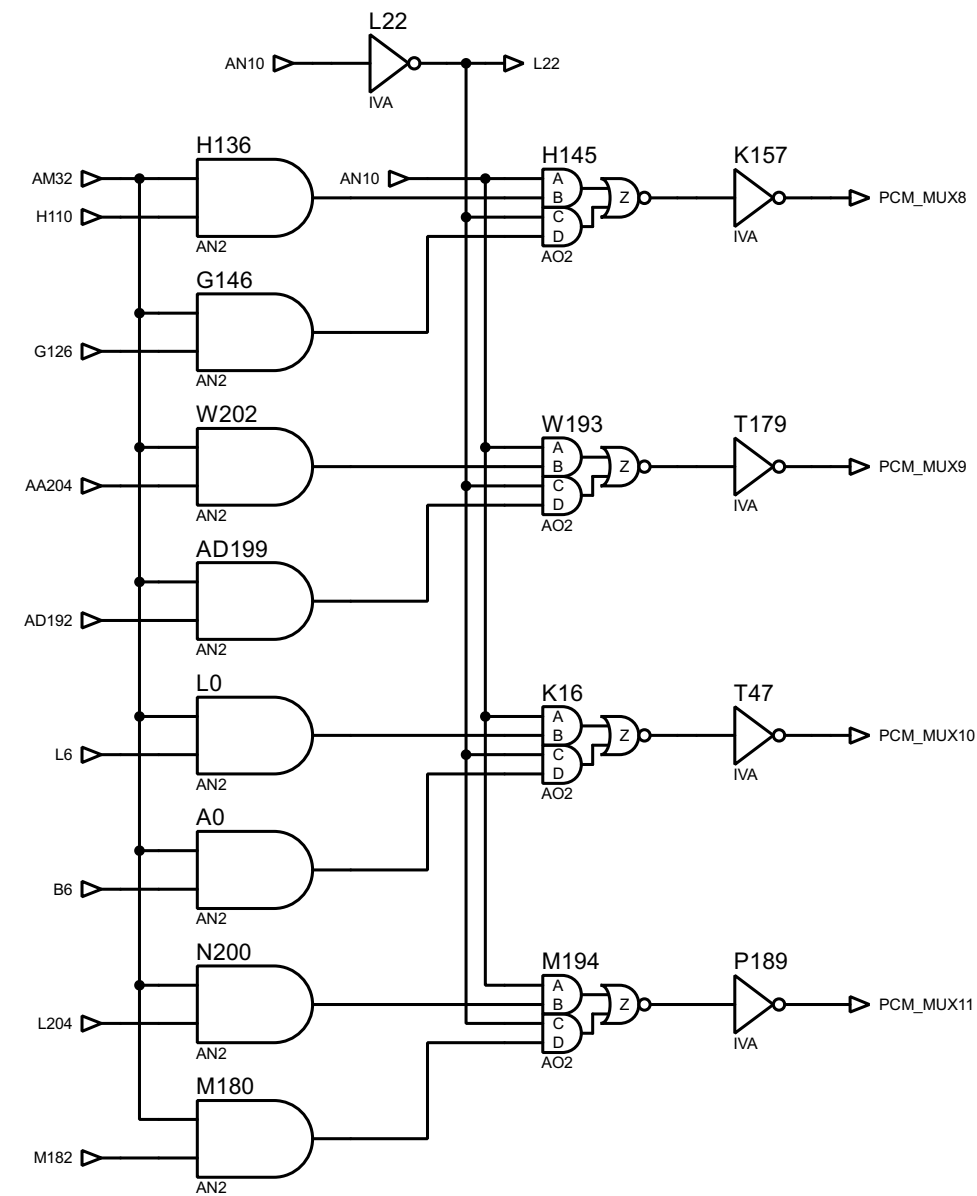 L22
AN10
L22
IVA
H136
H145
K157
AM32
AN10
A
B
Z
PCM_MUX8
H110
C
D
AN2
AO2
IVA
G146
G126
AN2
W202
W193
T179
A
B
Z
PCM_MUX9
AA204
C
D
AN2
AO2
IVA
AD199
AD192
AN2
L0
K16
T47
A
B
Z
PCM_MUX10
L6
C
D
AN2
AO2
IVA
A0
B6
AN2
N200
M194
P189
A
B
Z
PCM_MUX11
L204
C
D
AN2
AO2
IVA
M180
M182
AN2